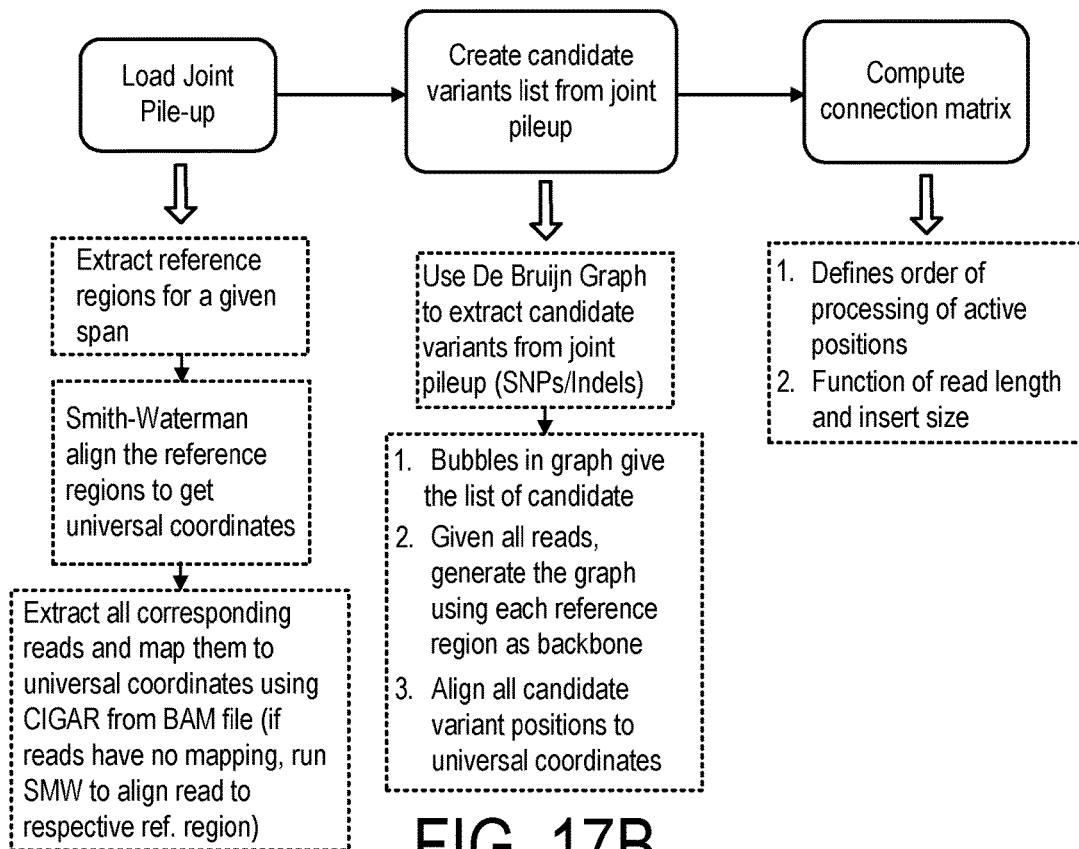 Load Joint
Pile-up
Create candidate
variants list from joint
pileup
Compute
connection matrix
Extract reference
regions for a given
span
Smith-Waterman
align the reference
regions to get
universal coordinates
Extract all corresponding
reads and map them to
universal coordinates using
CIGAR from BAM file (if
reads have no mapping, run
SMW to align read to
respective ref. region)
Use De Bruijn Graph
to extract candidate
variants from joint
pileup (SNPs/Indels)
1. Bubbles in graph give
the list of candidate
2. Given all reads,
generate the graph
using each reference
region as backbone
3. Align all candidate
variant positions to
universal coordinates
1. Defines order of
processing of active
positions
2. Function of read length
and insert size
FIG. 17B